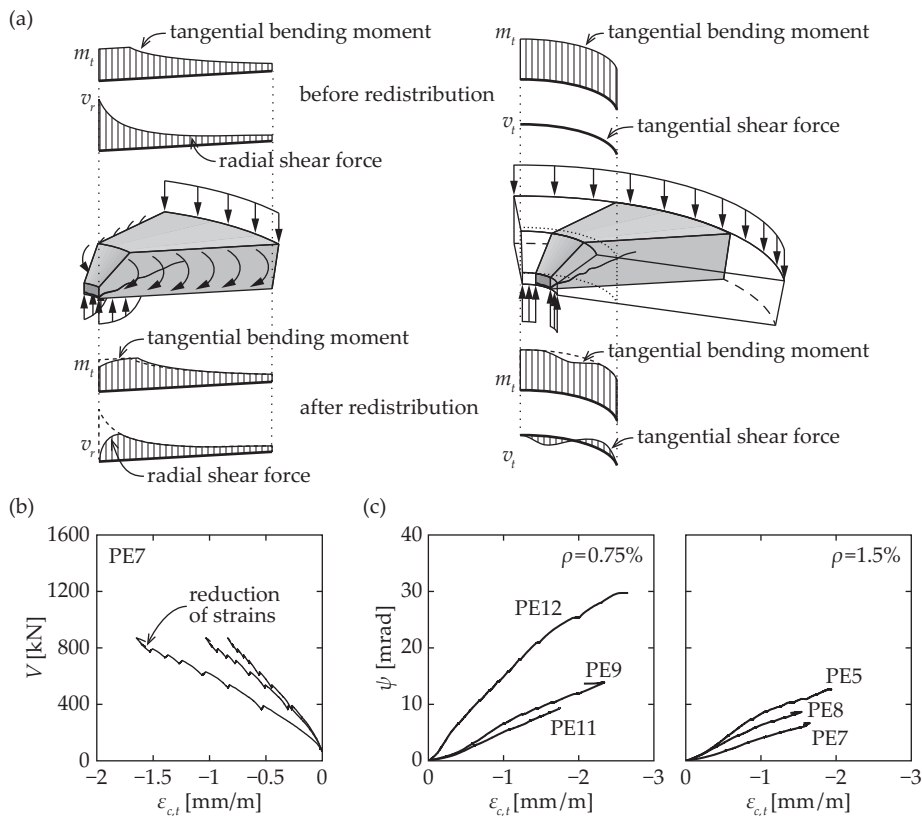 (a)
tangential bending moment
m_t
v_r
radial shear force
before redistribution
tangential bending moment
m_t
v_t
tangential shear force
tangential bending moment
m_t
v_r
radial shear force
after redistribution
tangential bending moment
m_t
v_t
tangential shear force
(b)
PE7
1600
1200
800
400
0
V [kN]
reduction
of strains
−2
−1.5
−1
−0.5
0
ε_{c,t} [mm/m]
(c)
ρ=0.75%
40
30
20
10
0
ψ [mrad]
PE12
PE9
PE11
0
−1
−2
−3
ε_{c,t} [mm/m]
ρ=1.5%
PE5
PE8
PE7
0
−1
−2
−3
ε_{c,t} [mm/m]